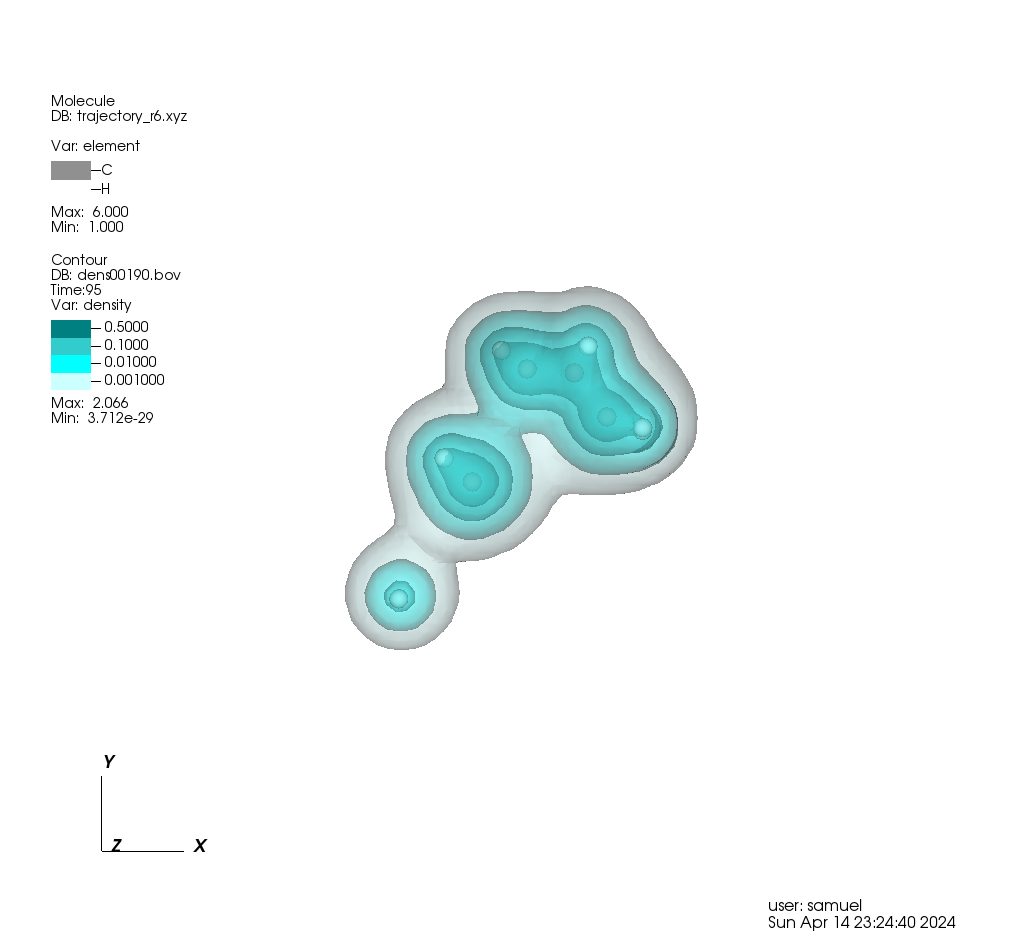 Molecule
DB: trajectory_r6.xyz
Var: element
C
H
Max: 6.000
Min: 1.000
Contour
DB: dens00190.bov
Time:95
Var: density
0.5000
0.1000
0.01000
0.001000
Max: 2.066
Min: 3.712e-29
Y
Z X
user: samuel
Sun Apr 14 23:24:40 2024